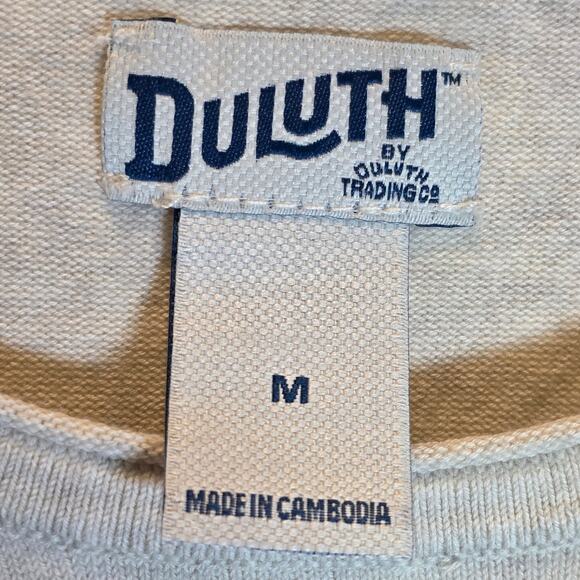 DULUTH™
BY
DULUTH
TRADING CO
M
MADE IN CAMBODIA